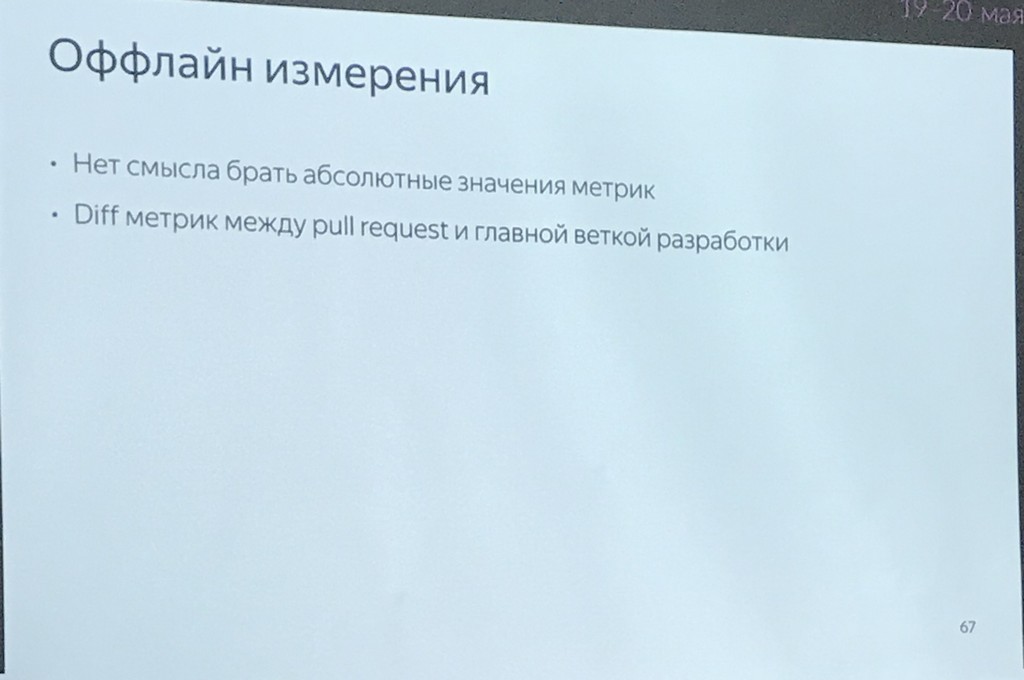 19-20 мая
Оффлайн измерения
• Нет смысла брать абсолютные значения метрик
• Diff метрик между pull request и главной веткой разработки
67